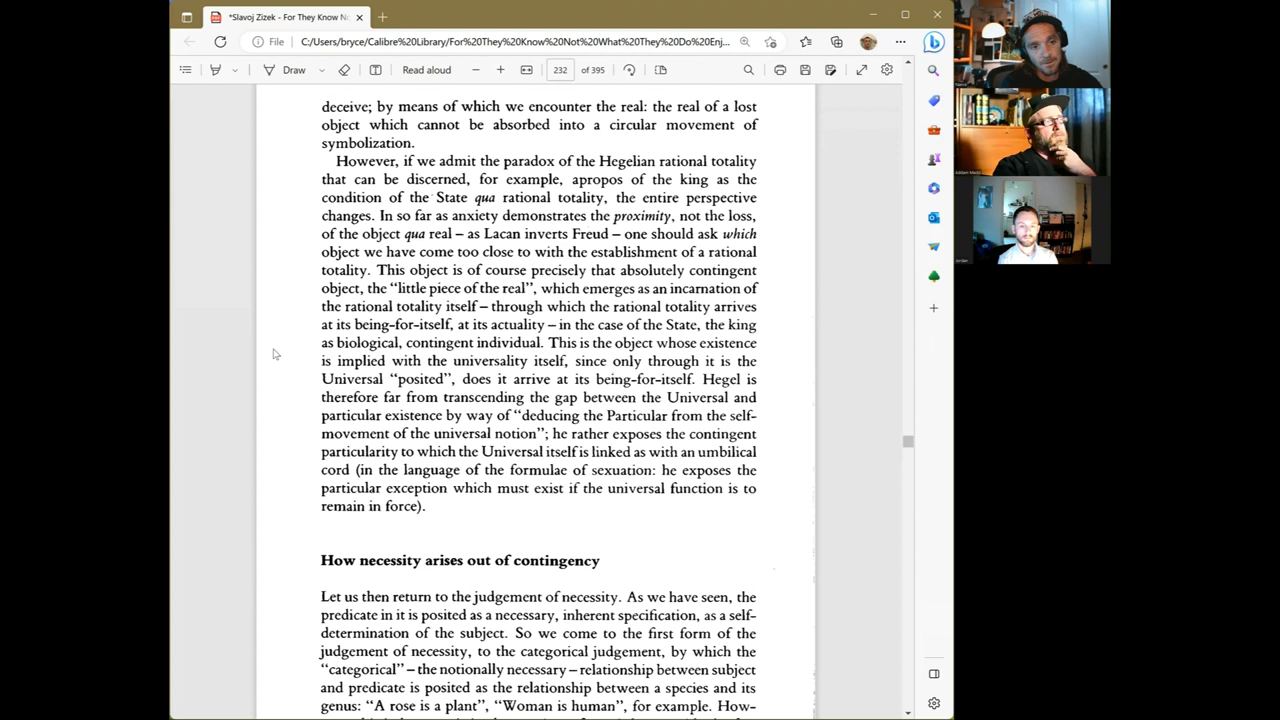 *Slavoj Zizek - For They Know No
File
C:/Users/bryce/Calibre%20Library/For%20They%20Know%20Not%20What%20They%20Do%20Enj...
Draw
Read aloud
232
of 395
deceive; by means of which we encounter the real: the real of a lost
object which cannot be absorbed into a circular movement of
symbolization.
However, if we admit the paradox of the Hegelian rational totality
that can be discerned, for example, apropos of the king as the
condition of the State qua rational totality, the entire perspective
changes. In so far as anxiety demonstrates the proximity, not the loss,
of the object qua real – as Lacan inverts Freud – one should ask which
object we have come too close to with the establishment of a rational
totality. This object is of course precisely that absolutely contingent
object, the “little piece of the real”, which emerges as an incarnation of
the rational totality itself – through which the rational totality arrives
at its being-for-itself, at its actuality – in the case of the State, the king
as biological, contingent individual. This is the object whose existence
is implied with the universality itself, since only through it is the
Universal “posited”, does it arrive at its being-for-itself. Hegel is
therefore far from transcending the gap between the Universal and
particular existence by way of “deducing the Particular from the self-
movement of the universal notion”; he rather exposes the contingent
particularity to which the Universal itself is linked as with an umbilical
cord (in the language of the formulae of sexuation: he exposes the
particular exception which must exist if the universal function is to
remain in force).
How necessity arises out of contingency
Let us then return to the judgement of necessity. As we have seen, the
predicate in it is posited as a necessary, inherent specification, as a self-
determination of the subject. So we come to the first form of the
judgement of necessity, to the categorical judgement, by which the
“categorical” – the notionally necessary – relationship between subject
and predicate is posited as the relationship between a species and its
genus: “A rose is a plant”, “Woman is human”, for example. How-
Jordan